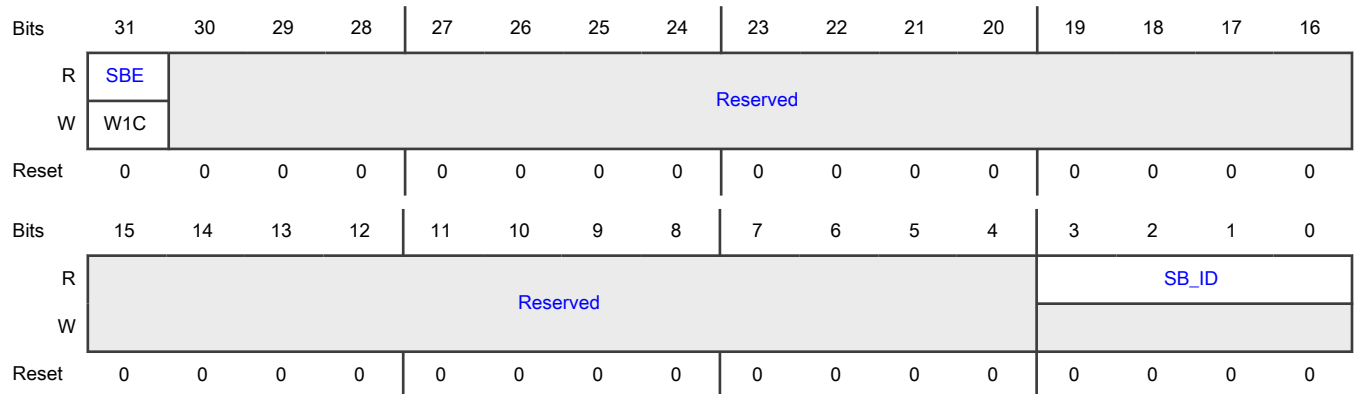 Bits 31 30 29 28 27 26 25 24 23 22 21 20 19 18 17 16
R SBE
Reserved
W W1C
Reset 0 0 0 0 0 0 0 0 0 0 0 0 0 0 0 0
Bits 15 14 13 12 11 10 9 8 7 6 5 4 3 2 1 0
R SB_ID
Reserved
W
Reset 0 0 0 0 0 0 0 0 0 0 0 0 0 0 0 0